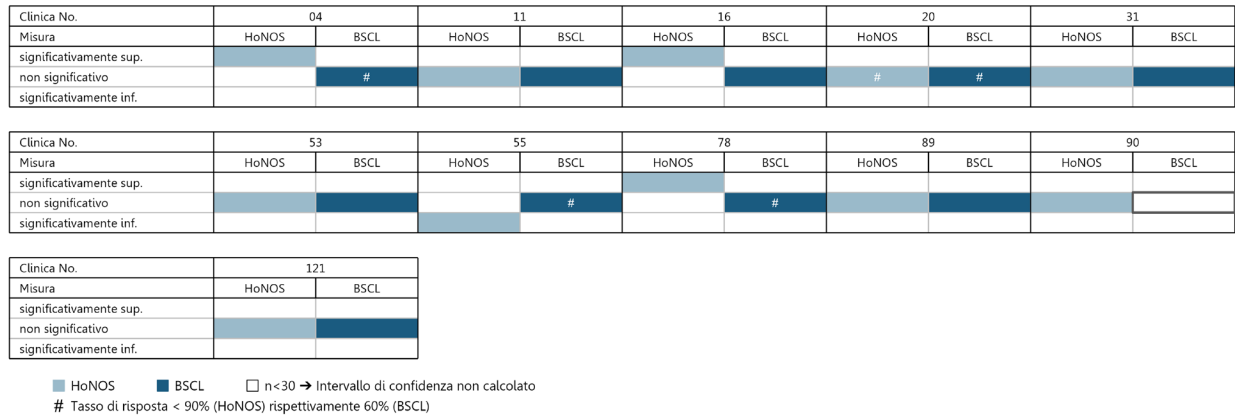 Clinica No. 04 11 16 20 31
Misura HoNOS BSCL HoNOS BSCL HoNOS BSCL HoNOS BSCL HoNOS BSCL
significativamente sup.
non significativo # # #
significativamente inf.
Clinica No. 53 55 78 89 90
Misura HoNOS BSCL HoNOS BSCL HoNOS BSCL HoNOS BSCL HoNOS BSCL
significativamente sup.
non significativo # #
significativamente inf.
Clinica No. 121
Misura HoNOS BSCL
significativamente sup.
non significativo
significativamente inf.
HoNOS BSCL n<30 ➔ Intervallo di confidenza non calcolato
# Tasso di risposta < 90% (HoNOS) rispettivamente 60% (BSCL)